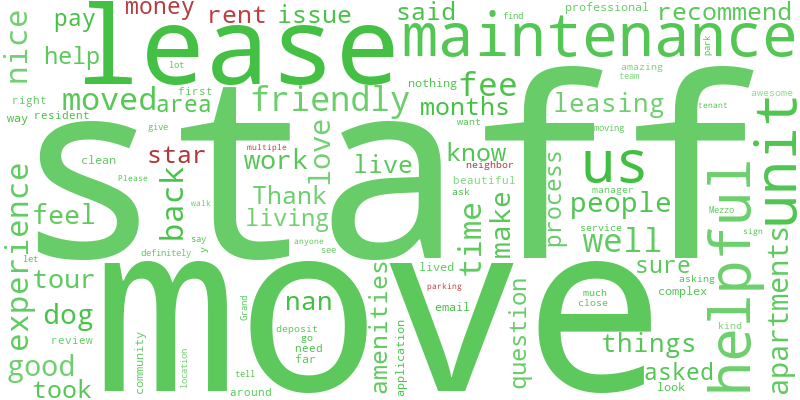 money
rent
issue
said
professional
find
recommend
pay
nice
help
lease
maintenance
park
lot
amazing
team
nothing
fee
right
moved
area
first
friendly
months
leasing
awesome
way
resident
give
want
moving
tenant
staff
star
multiple
work
love
live
know
neighbor
us
unit
clean
Please
back
Thank
walk
living
beautiful
ask
process
manager
people
Mezzo
helpful
experience
feel
time
make
well
service
sign
let
definitely
say
y
anyone
see
sure
tour
move
lived
parking
asking
complex
apartments
dog
nan
Grand
amenities
email
question
much
close
things
kind
review
community
location
deposit
go
need
far
application
good
took
tell
around
asked
look